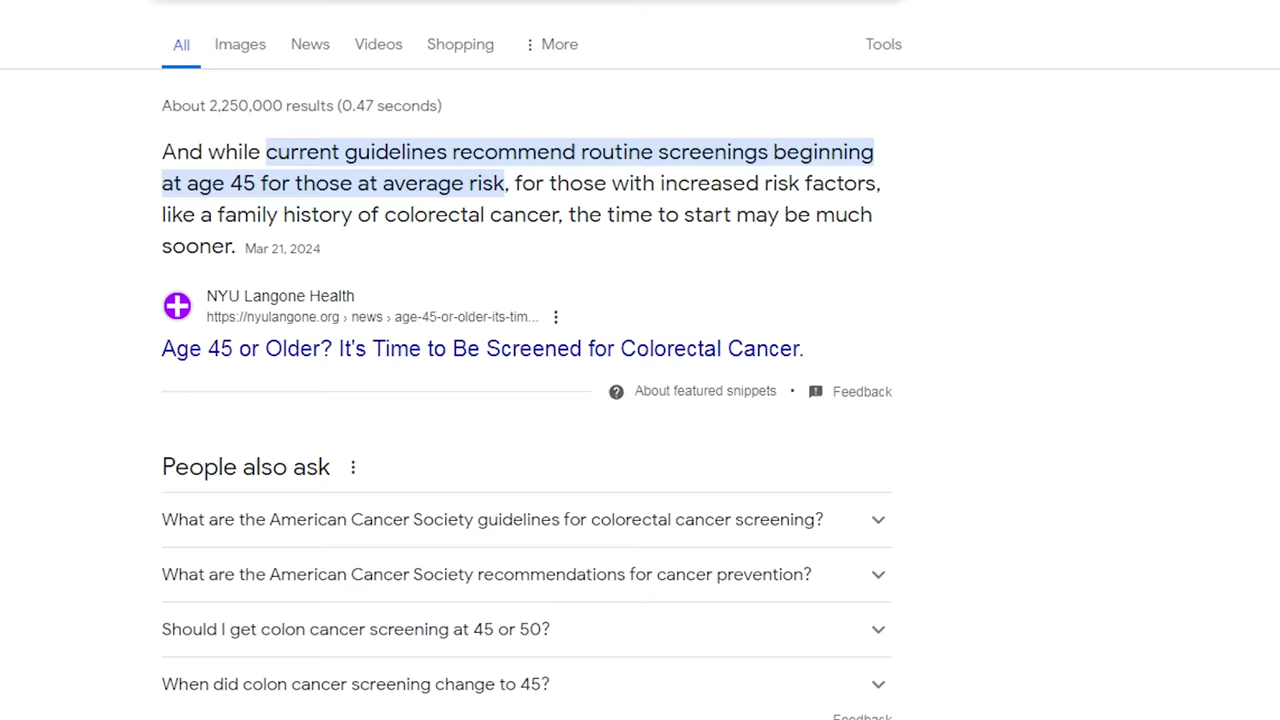 All Images News Videos Shopping More Tools
About 2,250,000 results (0.47 seconds)
And while current guidelines recommend routine screenings beginning
at age 45 for those at average risk, for those with increased risk factors,
like a family history of colorectal cancer, the time to start may be much
sooner. Mar 21, 2024
NYU Langone Health
https://nyulangone.org › news › age-45-or-older-its-tim...
Age 45 or Older? It's Time to Be Screened for Colorectal Cancer.
About featured snippets • Feedback
People also ask
What are the American Cancer Society guidelines for colorectal cancer screening?
What are the American Cancer Society recommendations for cancer prevention?
Should I get colon cancer screening at 45 or 50?
When did colon cancer screening change to 45?
Feedback